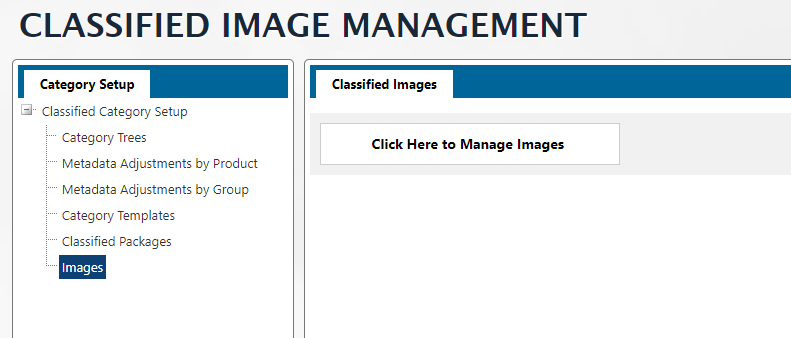 CLASSIFIED IMAGE MANAGEMENT
Category Setup
Classified Category Setup
Category Trees
Metadata Adjustments by Product
Metadata Adjustments by Group
Category Templates
Classified Packages
Images
Classified Images
Click Here to Manage Images